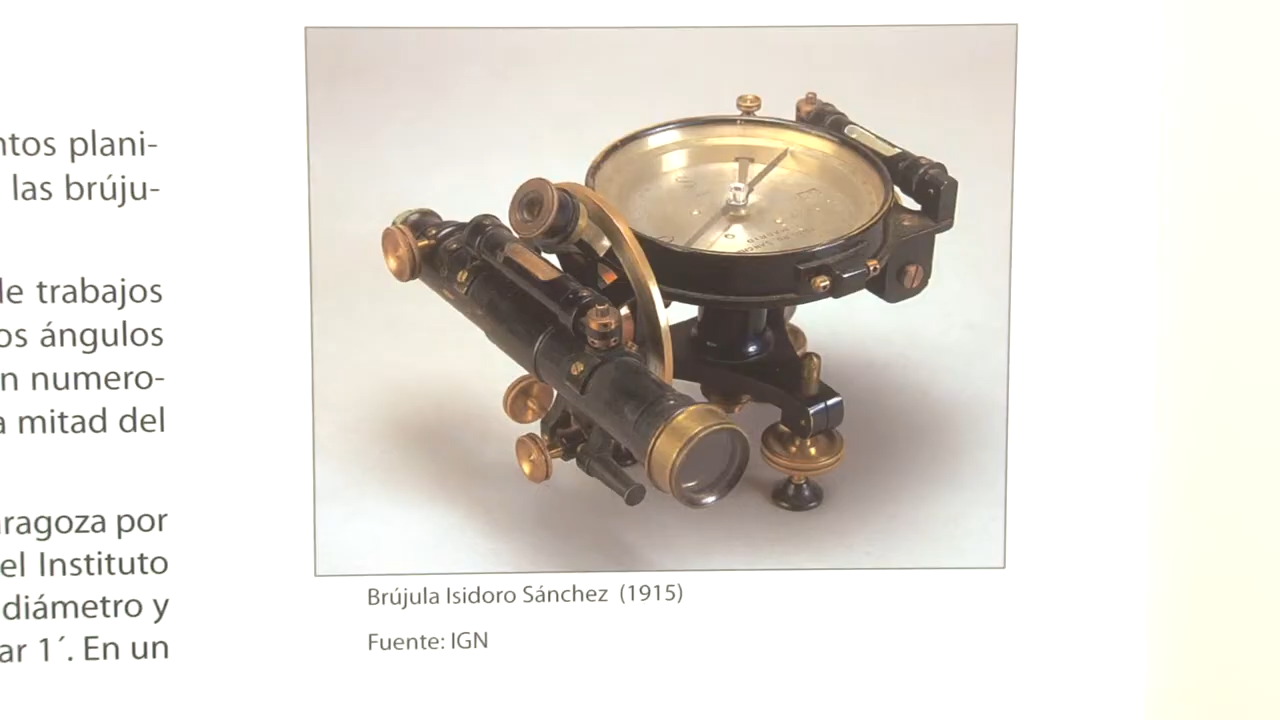 ntos plani-
las brúju-
de trabajos
os ángulos
n numero-
a mitad del
aragoza por
el Instituto
diámetro y
ar 1´. En un
Brújula Isidoro Sánchez (1915)
Fuente: IGN